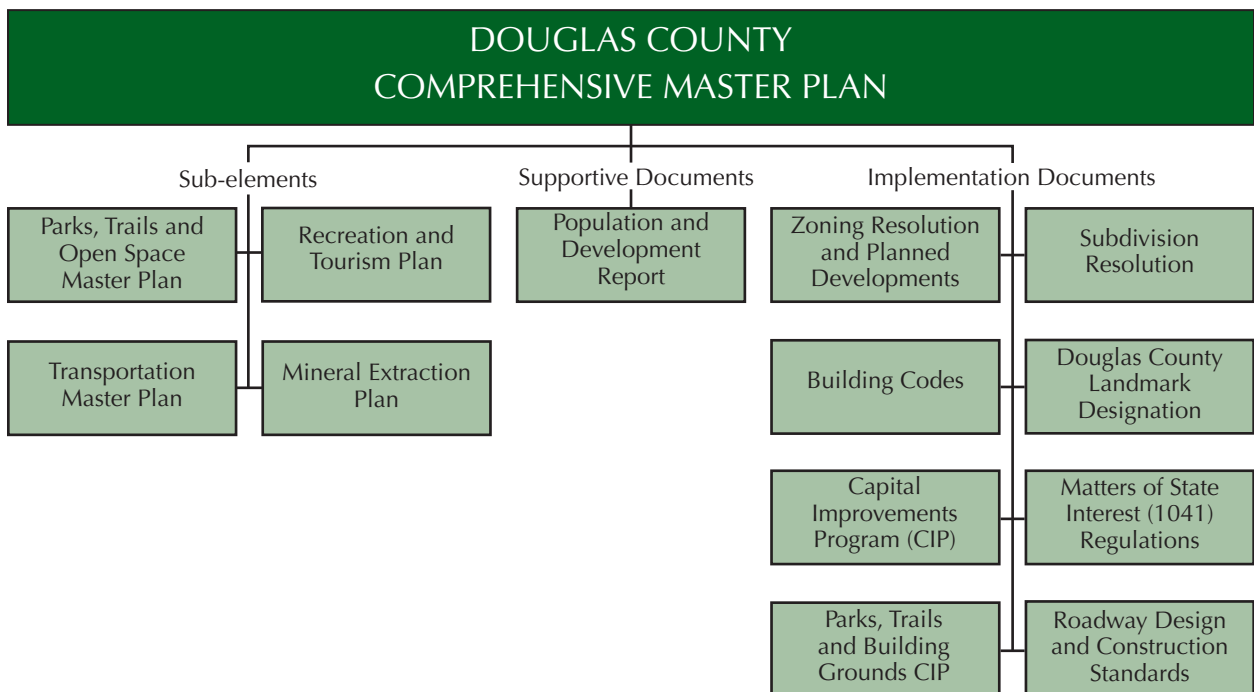 DOUGLAS COUNTY
COMPREHENSIVE MASTER PLAN
Sub-elements
Parks, Trails and
Open Space
Master Plan
Recreation and
Tourism Plan
Transportation
Master Plan
Mineral Extraction
Plan
Supportive Documents
Population and
Development
Report
Implementation Documents
Zoning Resolution
and Planned
Developments
Subdivision
Resolution
Building Codes
Douglas County
Landmark
Designation
Capital
Improvements
Program (CIP)
Matters of State
Interest (1041)
Regulations
Parks, Trails
and Building
Grounds CIP
Roadway Design
and Construction
Standards